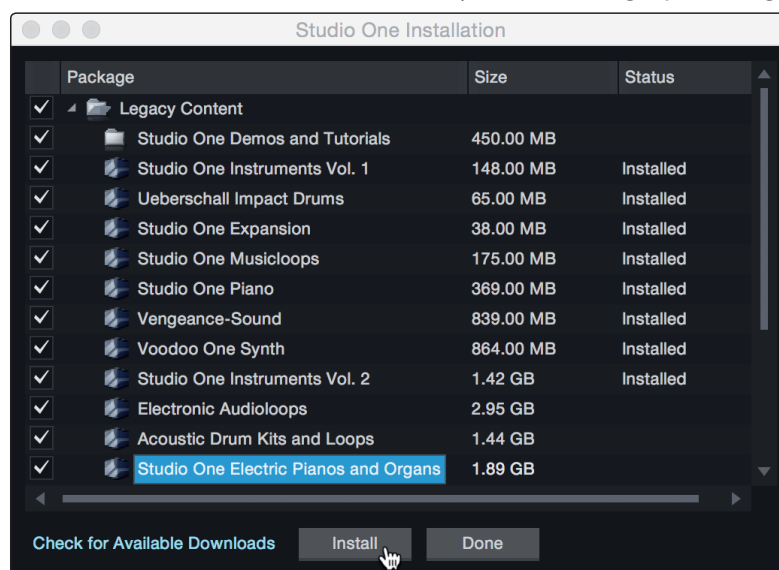 Studio One Installation
Package Size Status
Legacy Content
Studio One Demos and Tutorials 450.00 MB
Studio One Instruments Vol. 1 148.00 MB Installed
Ueberschall Impact Drums 65.00 MB Installed
Studio One Expansion 38.00 MB Installed
Studio One Musicloops 175.00 MB Installed
Studio One Piano 369.00 MB Installed
Vengeance-Sound 839.00 MB Installed
Voodoo One Synth 864.00 MB Installed
Studio One Instruments Vol. 2 1.42 GB Installed
Electronic Audioloops 2.95 GB
Acoustic Drum Kits and Loops 1.44 GB
Studio One Electric Pianos and Organs 1.89 GB
Check for Available Downloads Install Done